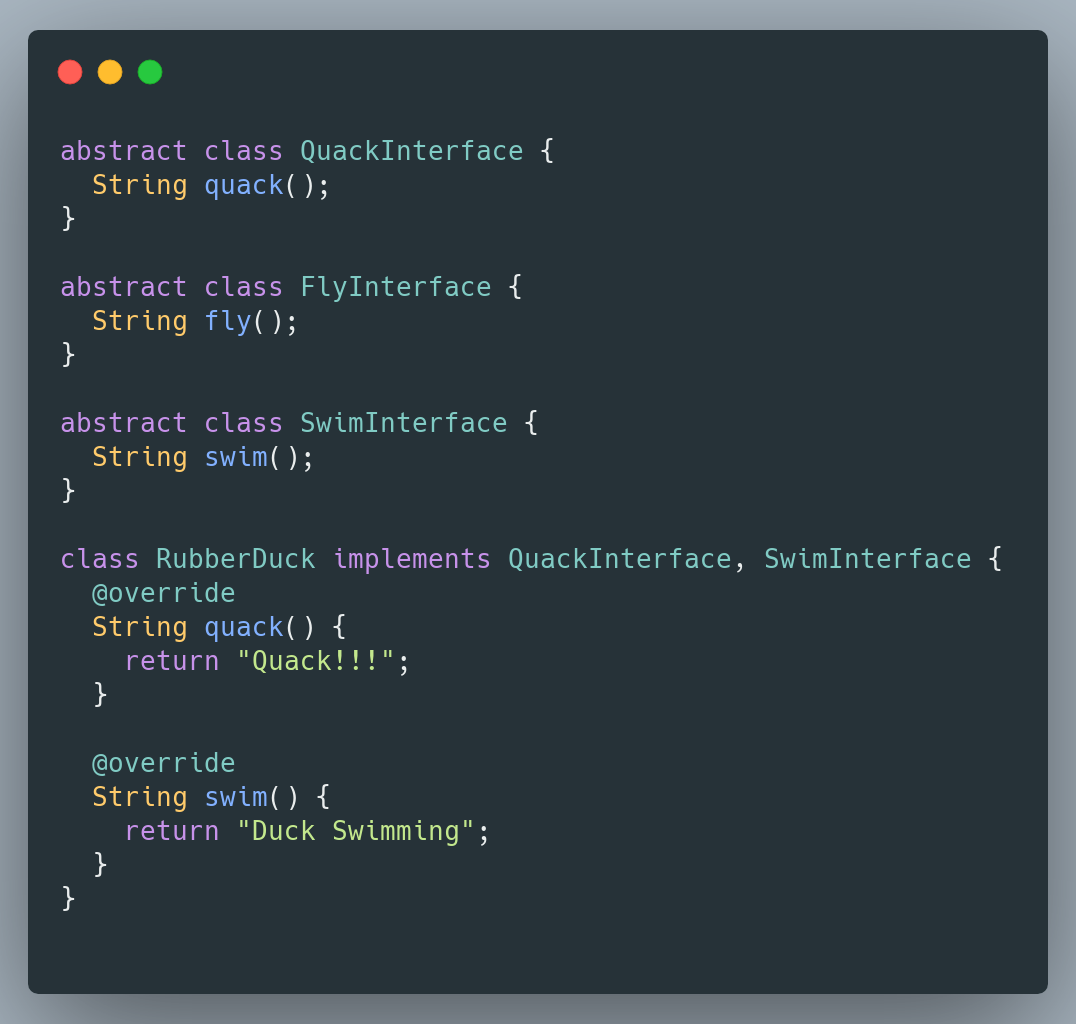 abstract class QuackInterface {
  String quack();
}

abstract class FlyInterface {
  String fly();
}

abstract class SwimInterface {
  String swim();
}

class RubberDuck implements QuackInterface, SwimInterface {
  @override
  String quack() {
    return "Quack!!!";
  }

  @override
  String swim() {
    return "Duck Swimming";
  }
}